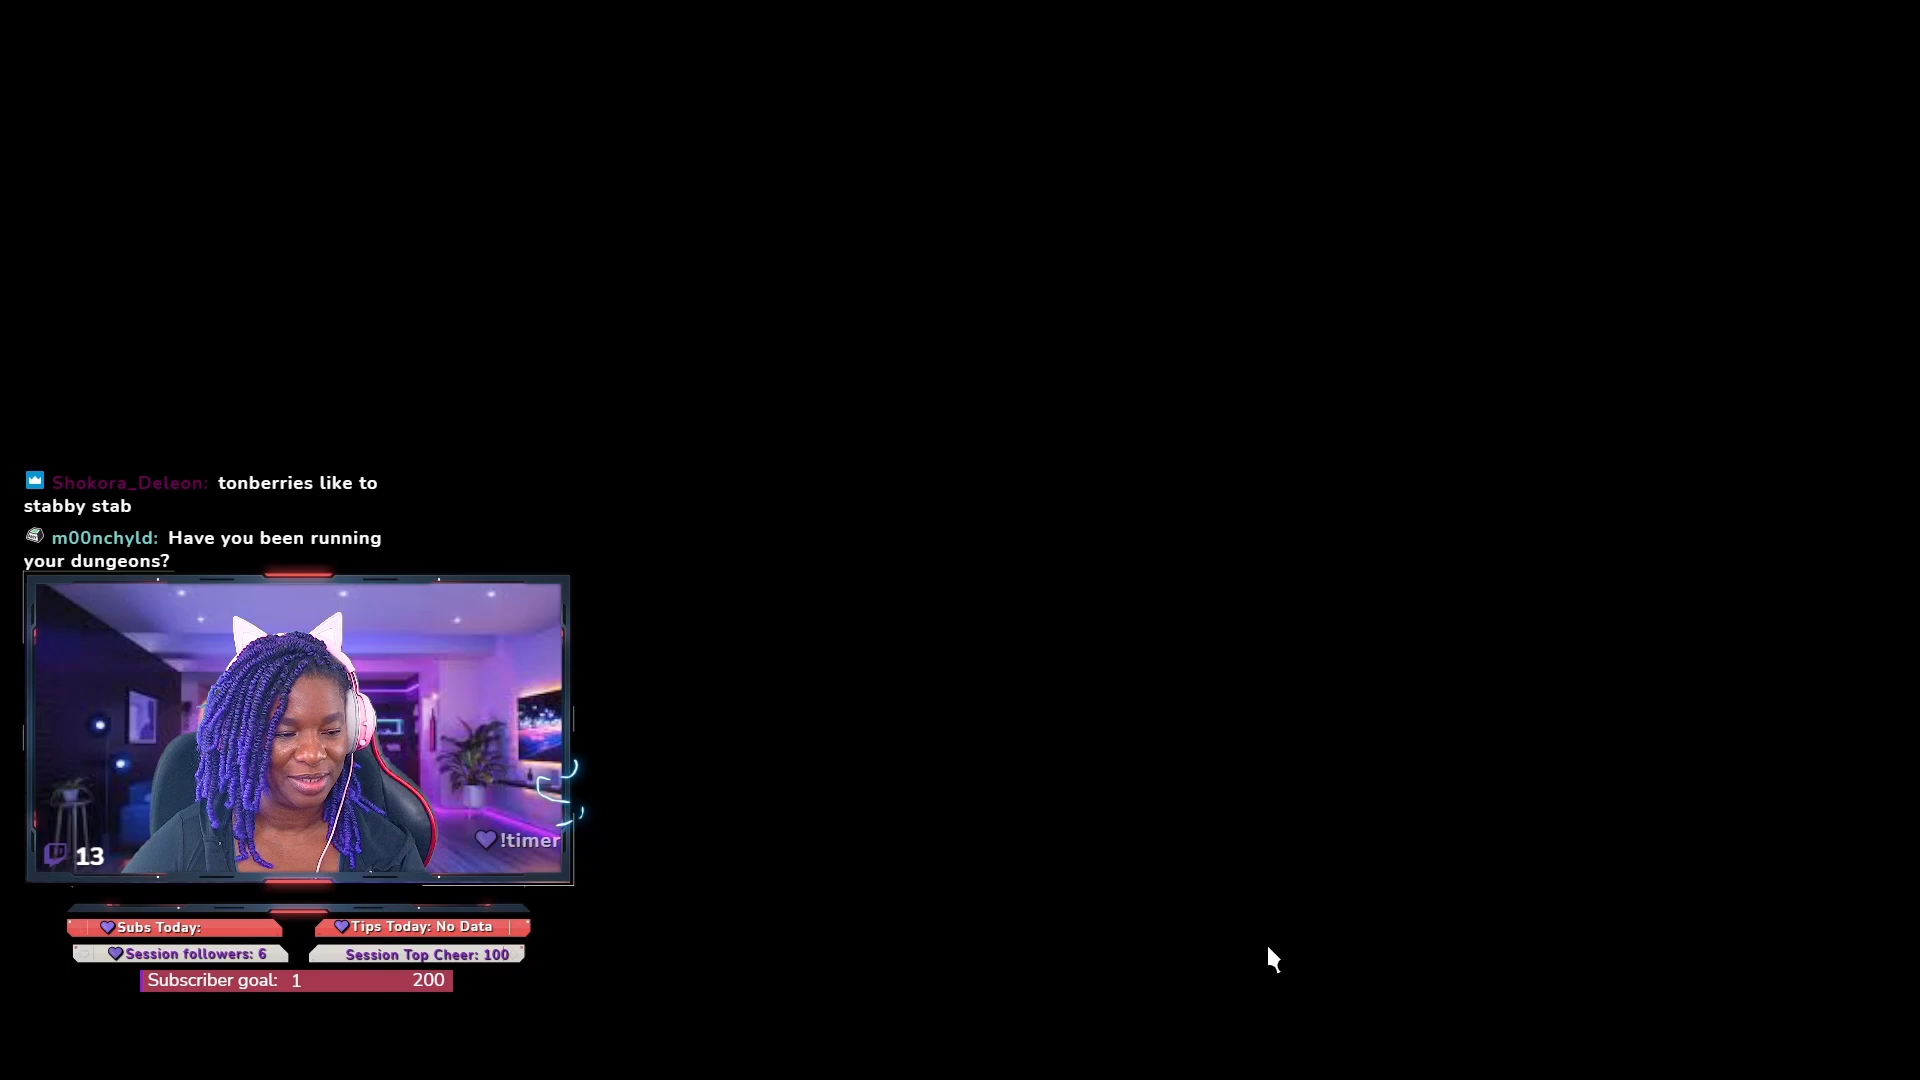 Shokora_Deleon: tonberries like to
stabby stab
m00nchyld: Have you been running
your dungeons?
!timer
13
Subs Today:
Tips Today: No Data
Session followers: 6
Session Top Cheer: 100
Subscriber goal: 1 200